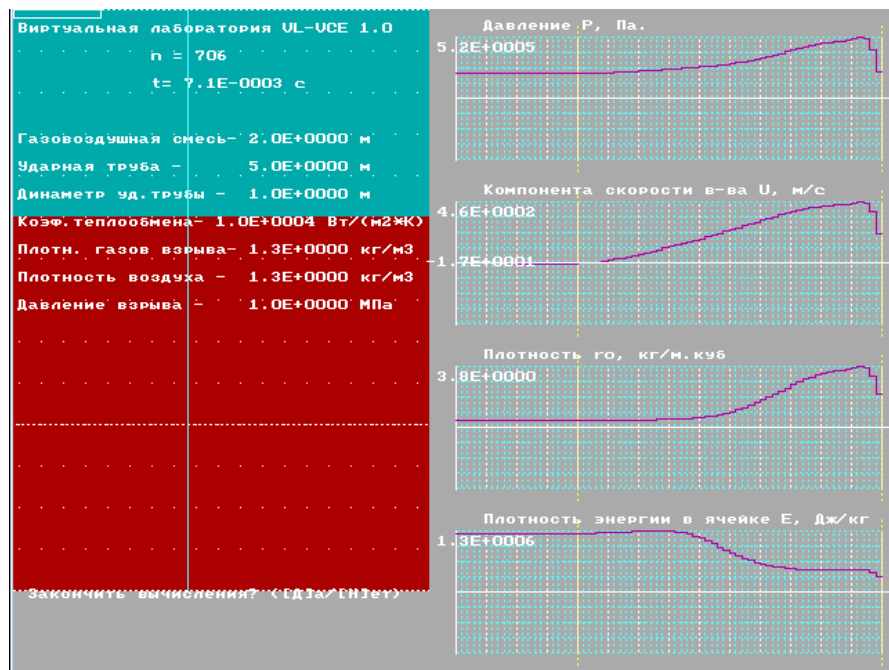 Виртуальная лаборатория VL-VCE 1.0
n = 706
t= 7.1E-0003 с
Газовоздушная смесь- 2.0E+0000 м
Ударная труба - 5.0E+0000 м
Динаметр уд.трубы - 1.0E+0000 м
Коэф.теплообмена- 1.0E+0004 Вт/(м2*К)
Плотн. газов взрыва- 1.3E+0000 кг/м3
Плотность воздуха - 1.3E+0000 кг/м3
Давление взрыва - 1.0E+0000 МПа
Закончить вычисления? ([Д]а/[Н]ет)
Давление P, Па.
5.2E+0005
Компонента скорости в-ва U, м/с
4.6E+0002
-1.7E+0001
Плотность ro, кг/м.куб
3.8E+0000
Плотность энергии в ячейке E, Дж/кг
1.3E+0006